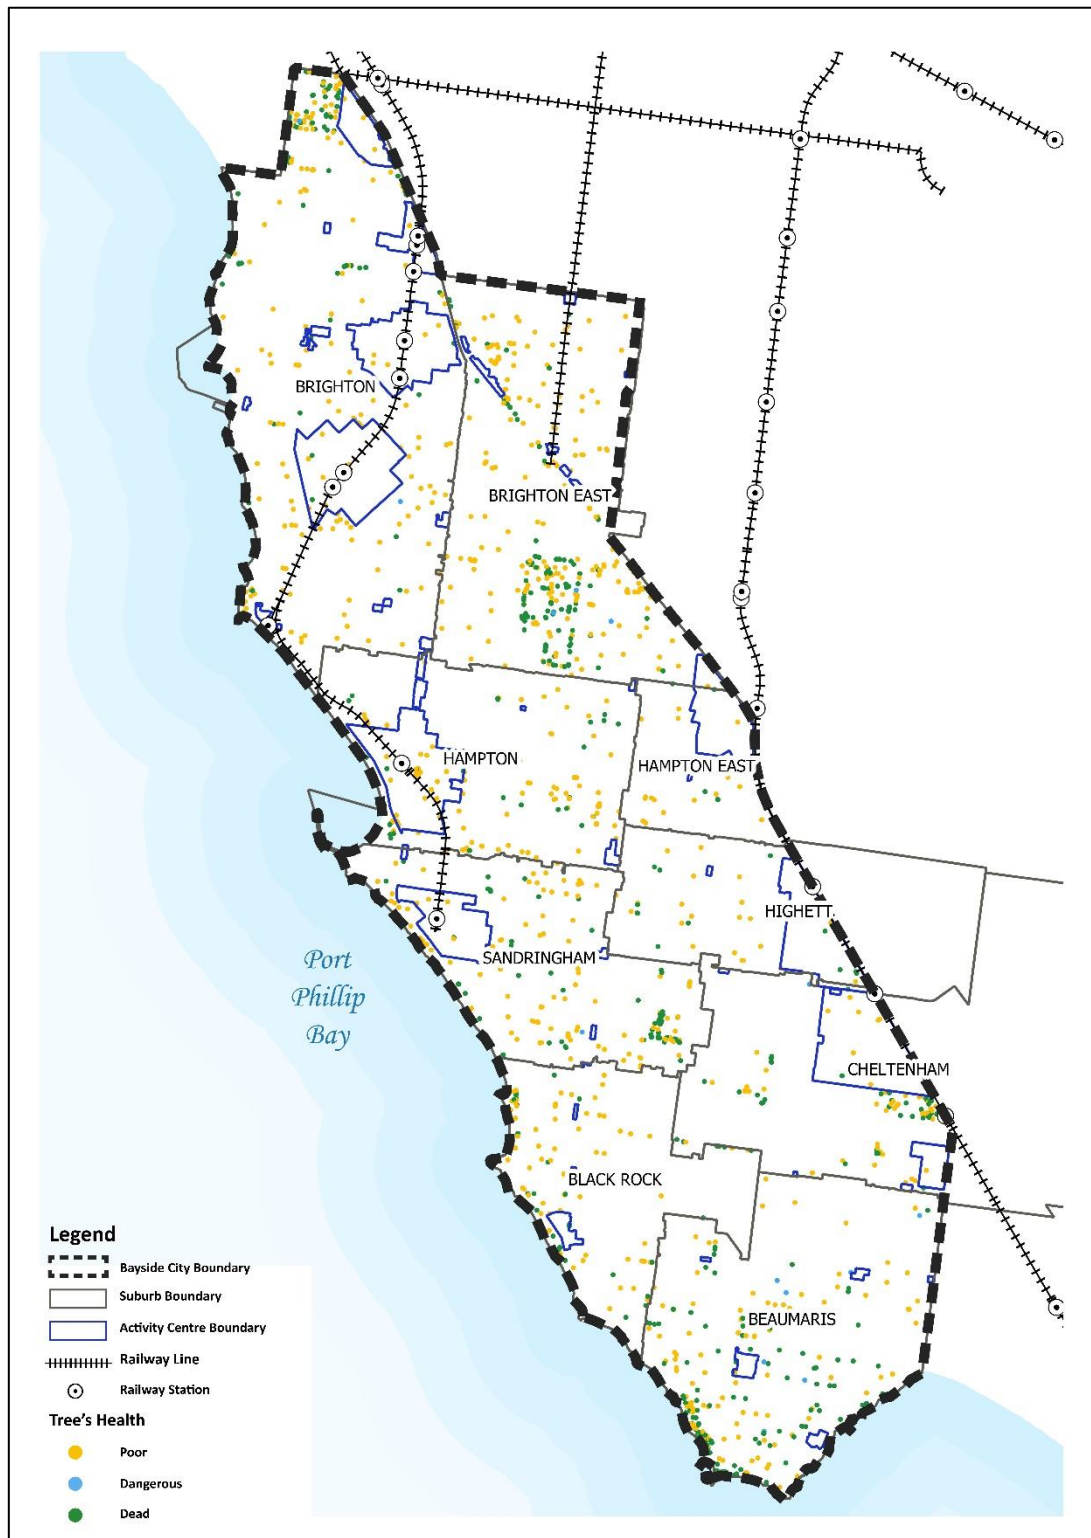 BRIGHTON
BRIGHTON EAST
HAMPTON
HAMPTON EAST
HIGHETT
Port
Phillip
Bay
SANDRINGHAM
CHELTENHAM
BLACK ROCK
BEAUMARIS
Legend
Bayside City Boundary
Suburb Boundary
Activity Centre Boundary
Railway Line
Railway Station
Tree's Health
Poor
Dangerous
Dead